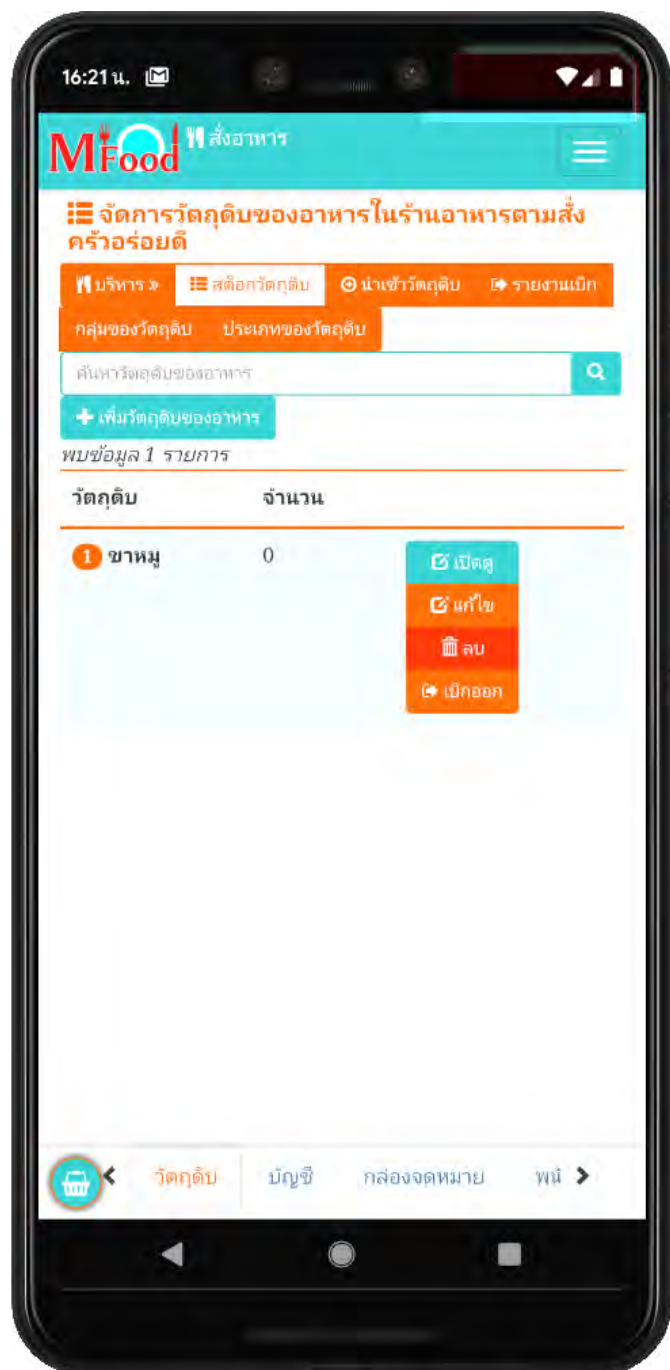 16:21 น.
MFood สั่งอาหาร
จัดการวัตถุดิบของอาหารในร้านอาหารตามสั่ง
ครัวอร่อยดี
บริหาร » สต็อกวัตถุดิบ นำเข้าวัตถุดิบ รายงานเบิก
กลุ่มของวัตถุดิบ ประเภทของวัตถุดิบ
ค้นหาวัตถุดิบของอาหาร
เพิ่มวัตถุดิบของอาหาร
พบข้อมูล 1 รายการ
วัตถุดิบ จำนวน
1 ขาหมู 0 เปิดดู
แก้ไข
ลบ
เบิกออก
วัตถุดิบ บัญชี กล่องจดหมาย